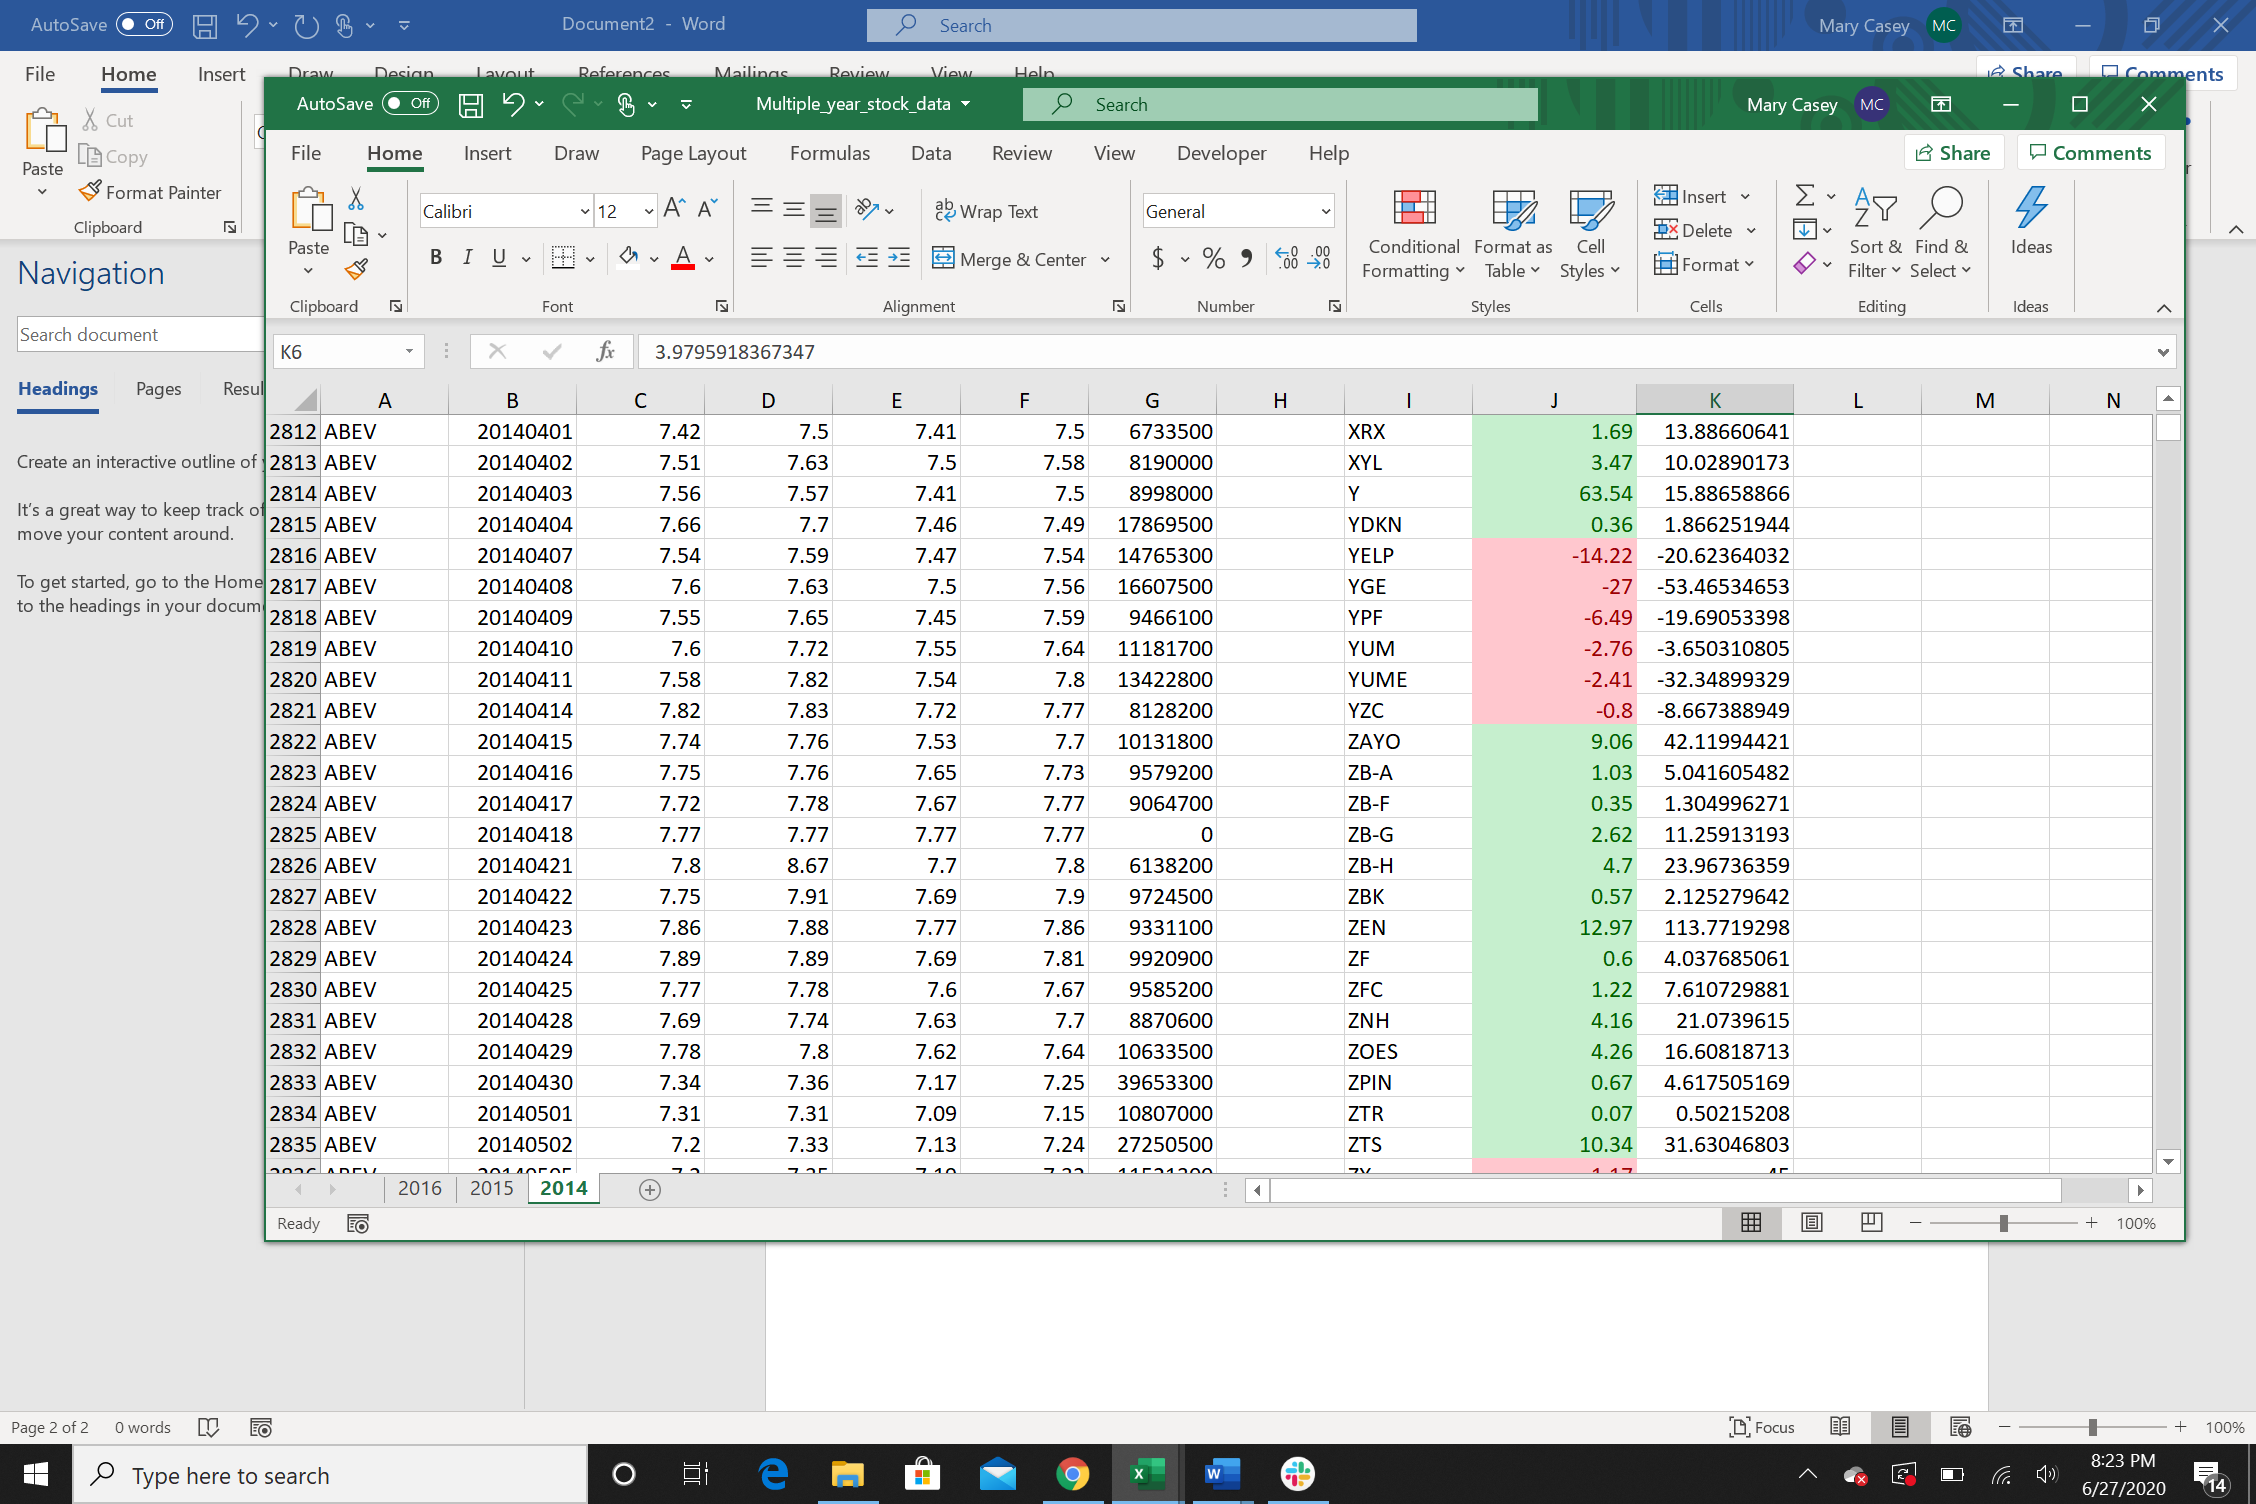 AutoSave Off Document2 - Word Search Mary Casey MC
File Home Insert Draw Design Layout References Mailings Review View Help Share Comments
Paste Cut Copy Format Painter
Clipboard
Navigation
Search document
Headings Pages Resul
Create an interactive outline of
It's a great way to keep track of
move your content around.
To get started, go to the Home
to the headings in your docum
AutoSave Off Multiple_year_stock_data Search Mary Casey MC
File Home Insert Draw Page Layout Formulas Data Review View Developer Help Share Comments
Paste Calibri 12 Wrap Text General Insert
B I U Merge & Center $ % Conditional Formatting Format as Table Cell Styles Delete Format Sort & Filter Find & Select Ideas
Clipboard Font Alignment Number Styles Cells Editing Ideas
K6 fx 3.9795918367347
A B C D E F G H I J K L M N
2812 ABEV 20140401 7.42 7.5 7.41 7.5 6733500 XRX 1.69 13.88660641
2813 ABEV 20140402 7.51 7.63 7.5 7.58 8190000 XYL 3.47 10.02890173
2814 ABEV 20140403 7.56 7.57 7.41 7.5 8998000 Y 63.54 15.88658866
2815 ABEV 20140404 7.66 7.7 7.46 7.49 17869500 YDKN 0.36 1.866251944
2816 ABEV 20140407 7.54 7.59 7.47 7.54 14765300 YELP -14.22 -20.62364032
2817 ABEV 20140408 7.6 7.63 7.5 7.56 16607500 YGE -27 -53.46534653
2818 ABEV 20140409 7.55 7.65 7.45 7.59 9466100 YPF -6.49 -19.69053398
2819 ABEV 20140410 7.6 7.72 7.55 7.64 11181700 YUM -2.76 -3.650310805
2820 ABEV 20140411 7.58 7.82 7.54 7.8 13422800 YUME -2.41 -32.34899329
2821 ABEV 20140414 7.82 7.83 7.72 7.77 8128200 YZC -0.8 -8.667388949
2822 ABEV 20140415 7.74 7.76 7.53 7.7 10131800 ZAYO 9.06 42.11994421
2823 ABEV 20140416 7.75 7.76 7.65 7.73 9579200 ZB-A 1.03 5.041605482
2824 ABEV 20140417 7.72 7.78 7.67 7.77 9064700 ZB-F 0.35 1.304996271
2825 ABEV 20140418 7.77 7.77 7.77 7.77 0 ZB-G 2.62 11.25913193
2826 ABEV 20140421 7.8 8.67 7.7 7.8 6138200 ZB-H 4.7 23.96736359
2827 ABEV 20140422 7.75 7.91 7.69 7.9 9724500 ZBK 0.57 2.125279642
2828 ABEV 20140423 7.86 7.88 7.77 7.86 9331100 ZEN 12.97 113.7719298
2829 ABEV 20140424 7.89 7.89 7.69 7.81 9920900 ZF 0.6 4.037685061
2830 ABEV 20140425 7.77 7.78 7.6 7.67 9585200 ZFC 1.22 7.610729881
2831 ABEV 20140428 7.69 7.74 7.63 7.7 8870600 ZNH 4.16 21.0739615
2832 ABEV 20140429 7.78 7.8 7.62 7.64 10633500 ZOES 4.26 16.60818713
2833 ABEV 20140430 7.34 7.36 7.17 7.25 39653300 ZPIN 0.67 4.617505169
2834 ABEV 20140501 7.31 7.31 7.09 7.15 10807000 ZTR 0.07 0.50215208
2835 ABEV 20140502 7.2 7.33 7.13 7.24 27250500 ZTS 10.34 31.63046803
2016 2015 2014
Ready 100%
Page 2 of 2 0 words Focus 100%
Type here to search 8:23 PM
6/27/2020 14